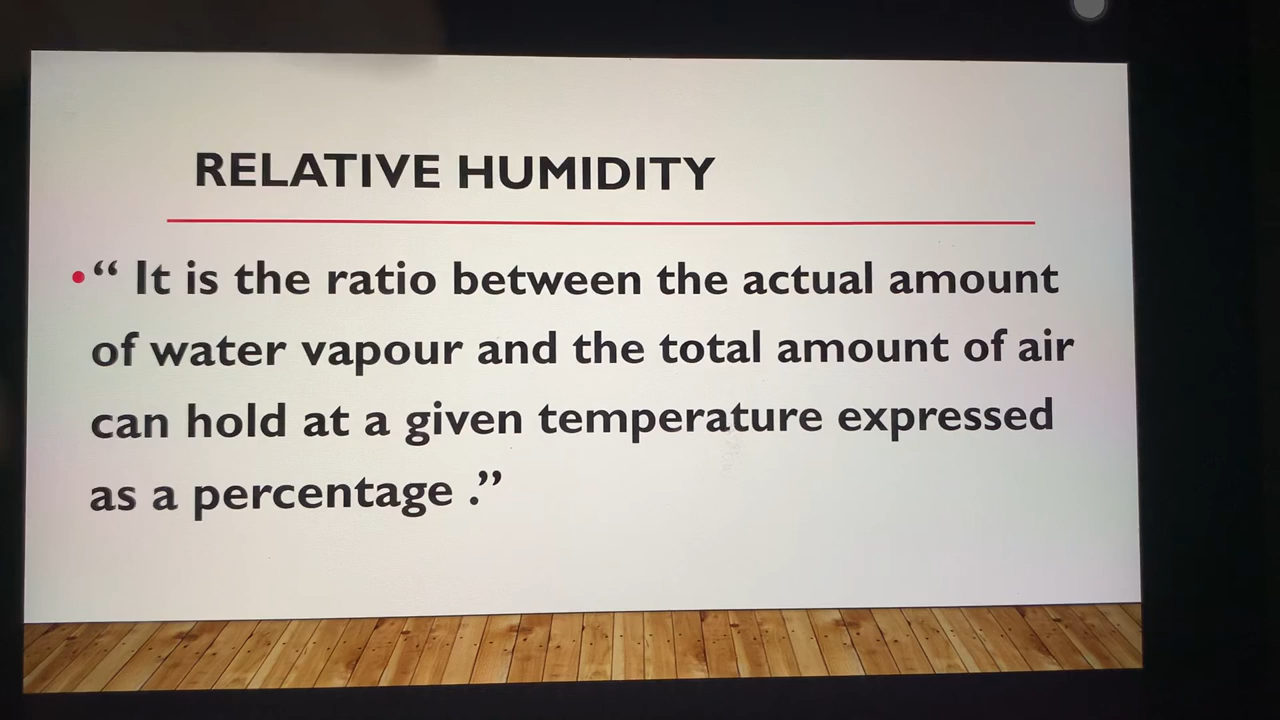 RELATIVE HUMIDITY
• “ It is the ratio between the actual amount
of water vapour and the total amount of air
can hold at a given temperature expressed
as a percentage .”